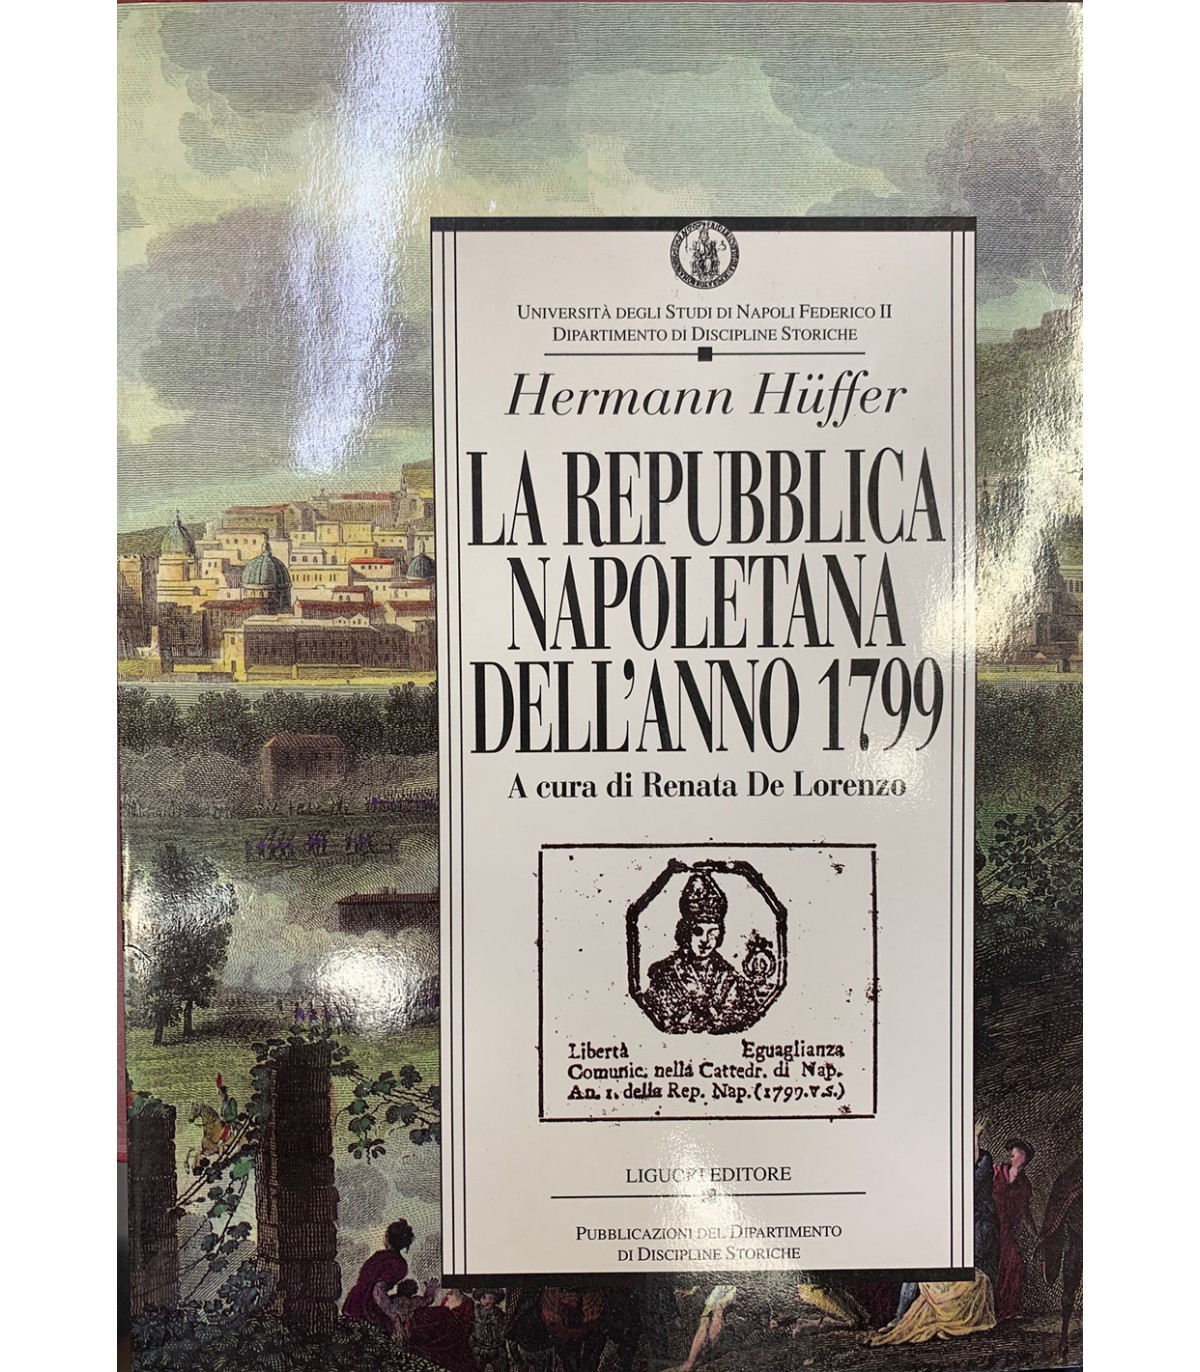 UNIVERSITÀ DEGLI STUDI DI NAPOLI FEDERICO II
DIPARTIMENTO DI DISCIPLINE STORICHE
Hermann Hüffer
LA REPUBBLICA
NAPOLETANA
DELL'ANNO 1799
A cura di Renata De Lorenzo
Libertà Eguaglianza
Comunic. nella Cattedr. di Nap.
An. 1. della Rep. Nap. (1799.v.s.)
LIGUORI EDITORE
PUBBLICAZIONI DEL DIPARTIMENTO
DI DISCIPLINE STORICHE